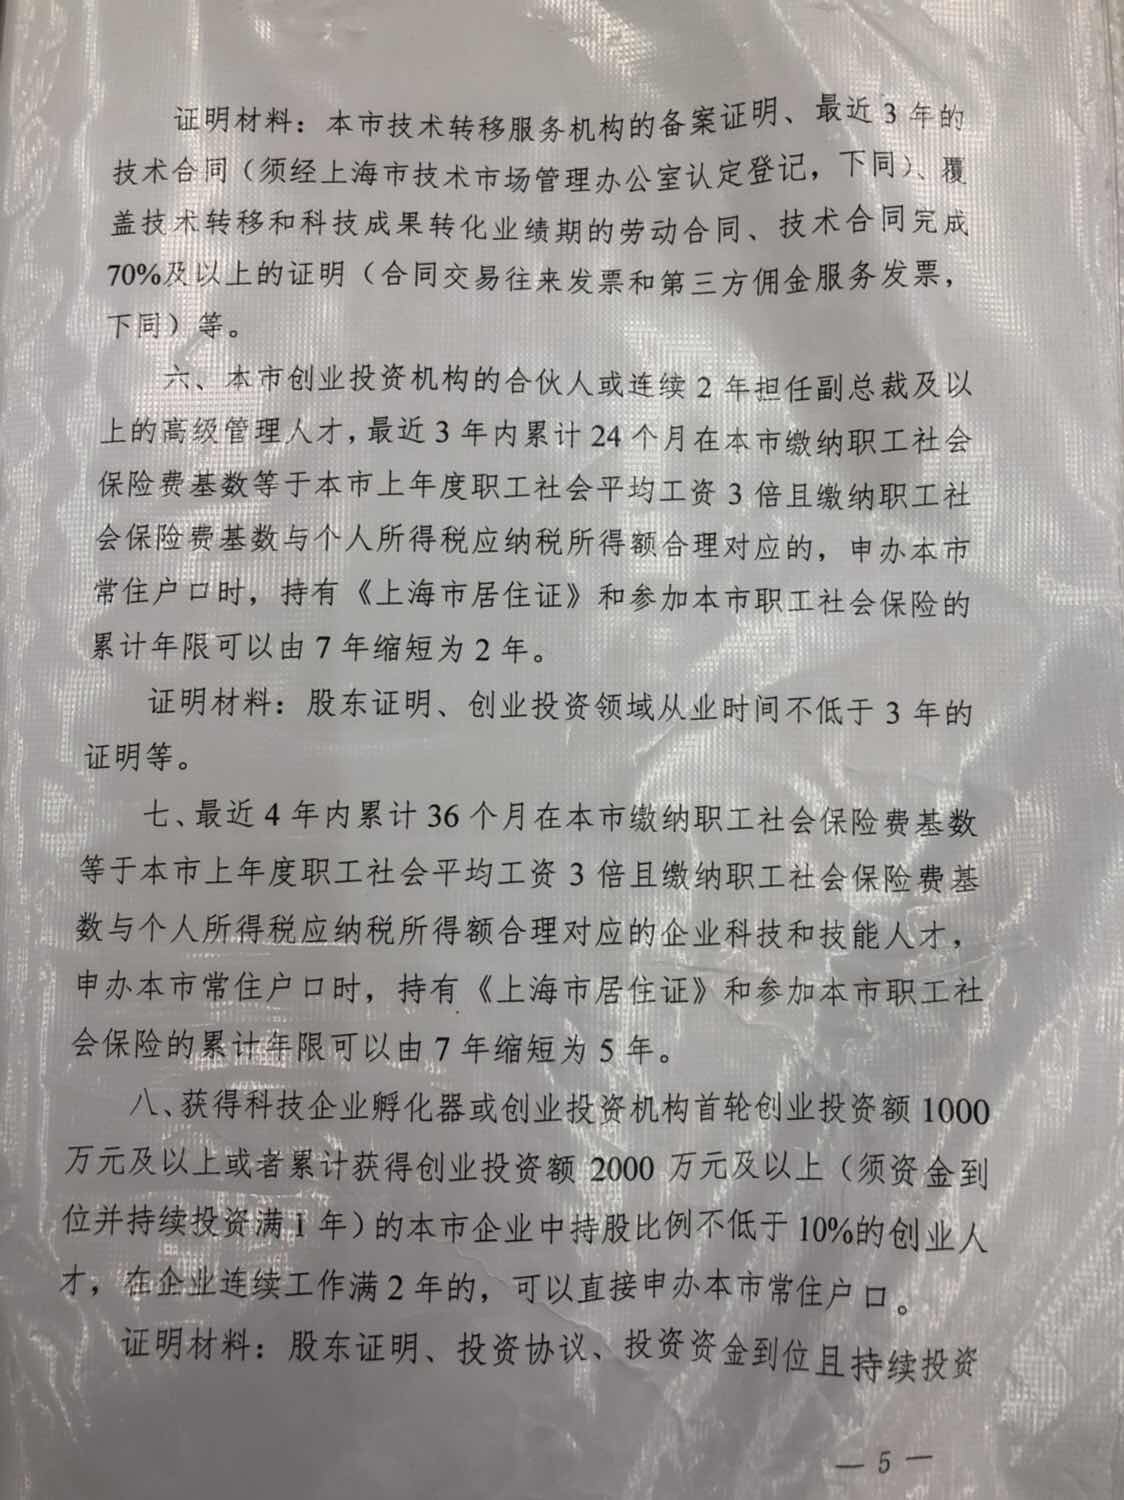 证明材料：本市技术转移服务机构的备案证明、最近 3 年的
技术合同（须经上海市技术市场管理办公室认定登记，下同）、覆
盖技术转移和科技成果转化业绩期的劳动合同、技术合同完成
70%及以上的证明（合同交易往来发票和第三方佣金服务发票，
下同）等。
六、本市创业投资机构的合伙人或连续 2 年担任副总裁及以
上的高级管理人才，最近 3 年内累计 24 个月在本市缴纳职工社会
保险费基数等于本市上年度职工社会平均工资 3 倍且缴纳职工社
会保险费基数与个人所得税应纳税所得额合理对应的，申办本市
常住户口时，持有《上海市居住证》和参加本市职工社会保险的
累计年限可以由 7 年缩短为 2 年。
证明材料：股东证明、创业投资领域从业时间不低于 3 年的
证明等。
七、最近 4 年内累计 36 个月在本市缴纳职工社会保险费基数
等于本市上年度职工社会平均工资 3 倍且缴纳职工社会保险费基
数与个人所得税应纳税所得额合理对应的企业科技和技能人才，
申办本市常住户口时，持有《上海市居住证》和参加本市职工社
会保险的累计年限可以由 7 年缩短为 5 年。
八、获得科技企业孵化器或创业投资机构首轮创业投资额 1000
万元及以上或者累计获得创业投资额 2000 万元及以上（须资金到
位并持续投资满 1 年）的本市企业中持股比例不低于 10%的创业人
才，在企业连续工作满 2 年的，可以直接申办本市常住户口。
证明材料：股东证明、投资协议、投资资金到位且持续投资
— 5 —